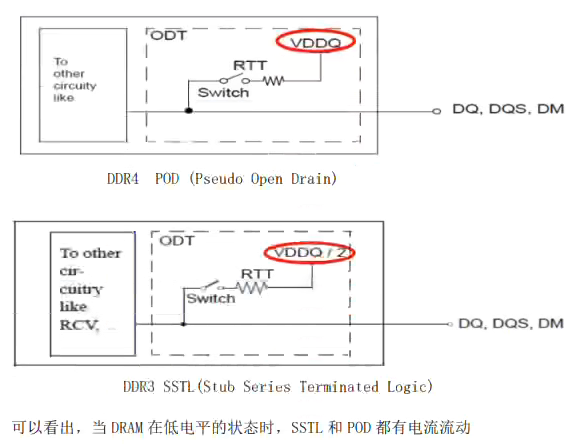 ODT
VDDQ
To
other
circuity
like
RTT
Switch
DQ, DQS, DM
DDR4 POD (Pseudo Open Drain)
ODT
VDDQ / 2
To other
cir-
cuitry
like
RCV, ...
RTT
Switch
DQ, DQS, DM
DDR3 SSTL(Stub Series Terminated Logic)
可以看出，当 DRAM 在低电平的状态时，SSTL 和 POD 都有电流流动